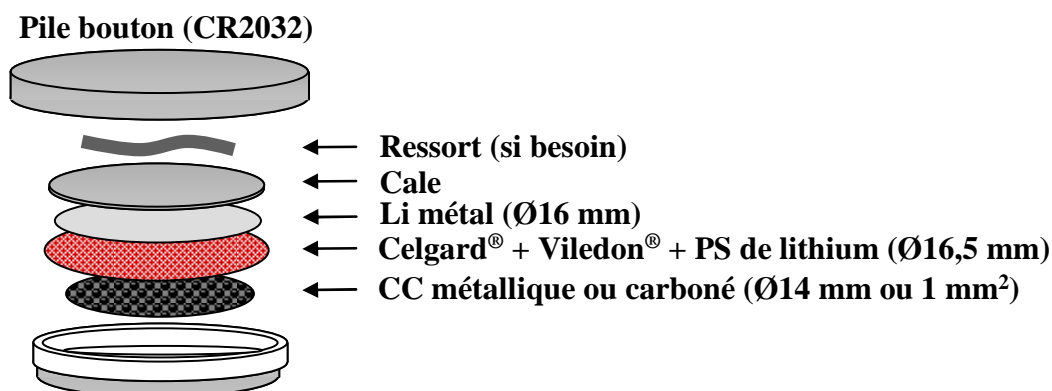 Pile bouton (CR2032)
Ressort (si besoin)
Cale
Li métal (Ø16 mm)
Celgard® + Viledon® + PS de lithium (Ø16,5 mm)
CC métallique ou carboné (Ø14 mm ou 1 mm²)